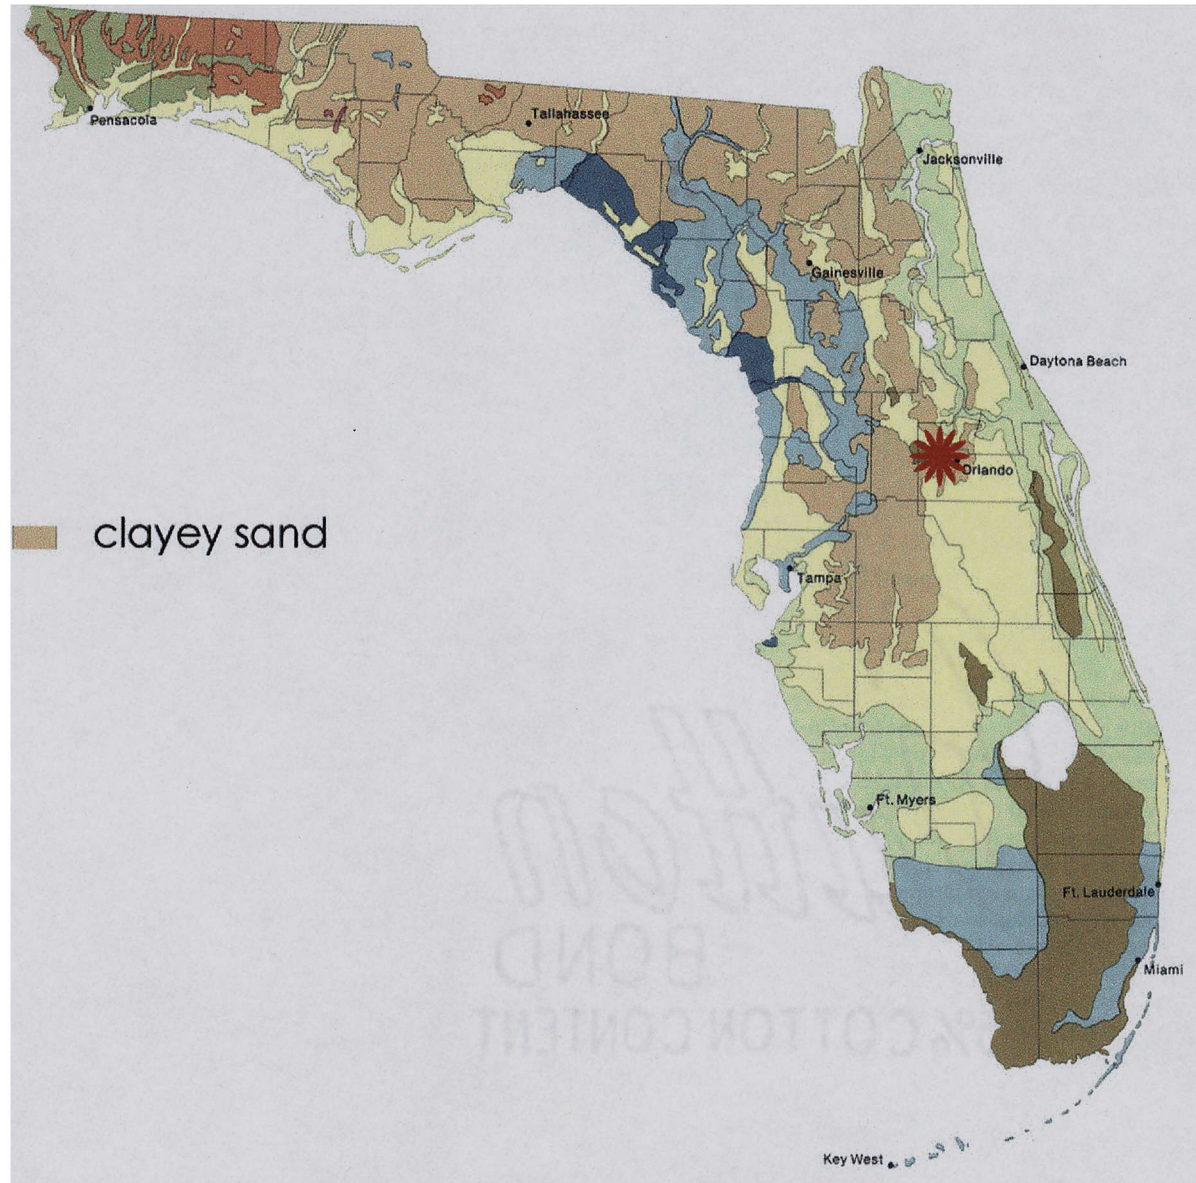 Tallahassee
Pensacola
Jacksonville
Gainesville
Daytona Beach
Orlando
clayey sand
Tampa
Ft. Myers
Ft. Lauderdale
BOND
Miami
% COTTON CONTENT
Key West